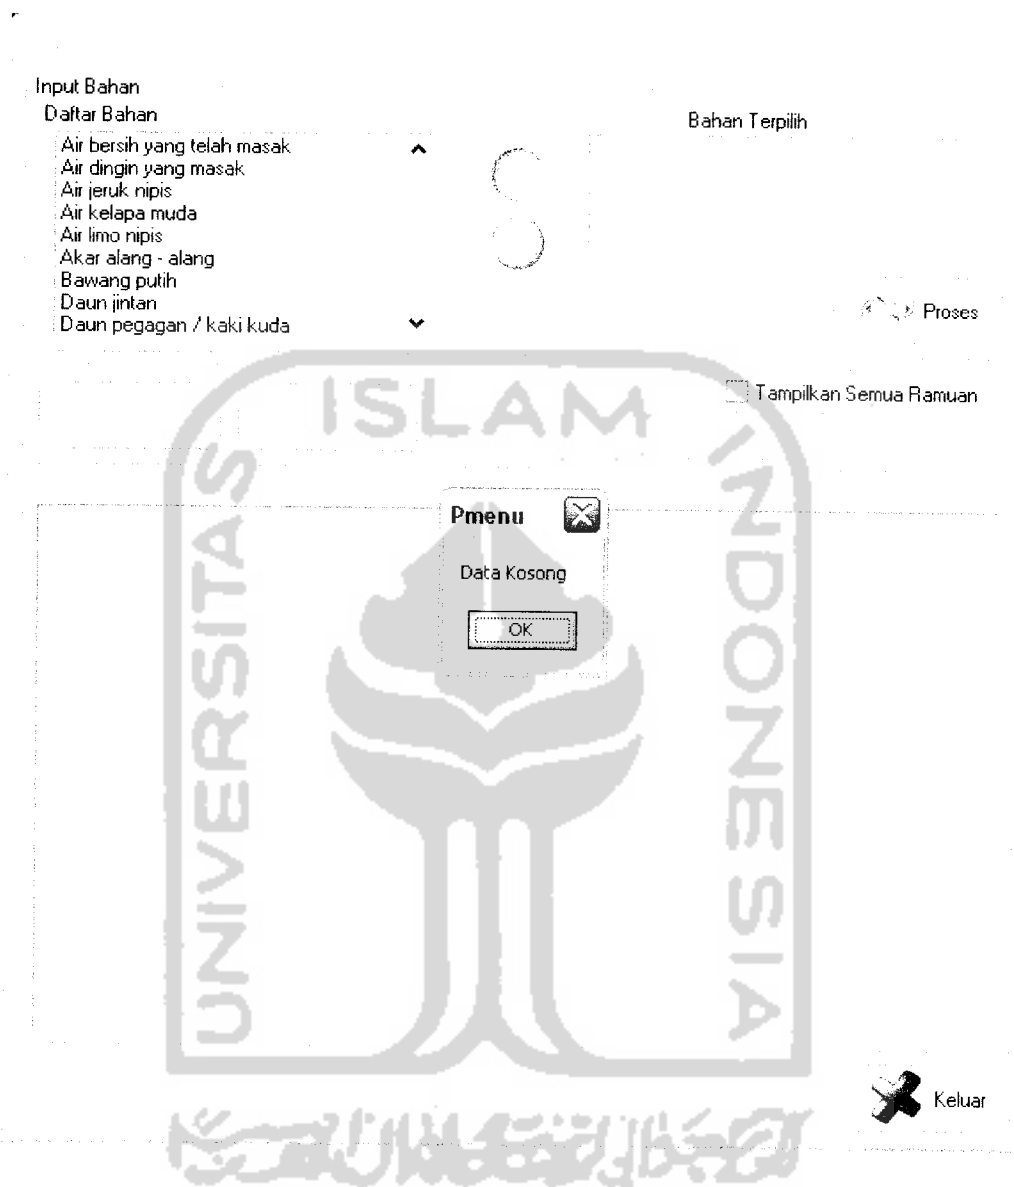 Input Bahan
Daftar Bahan
Bahan Terpilih
Air bersih yang telah masak
Air dingin yang masak
Air jeruk nipis
Air kelapa muda
Air limo nipis
Akar alang - alang
Bawang putih
Daun jintan
Daun pegagan / kaki kuda
Proses
Tampilkan Semua Ramuan
ISLAM
UNIVERSITAS
INDONESIA
Pmenu
Data Kosong
OK
Keluar